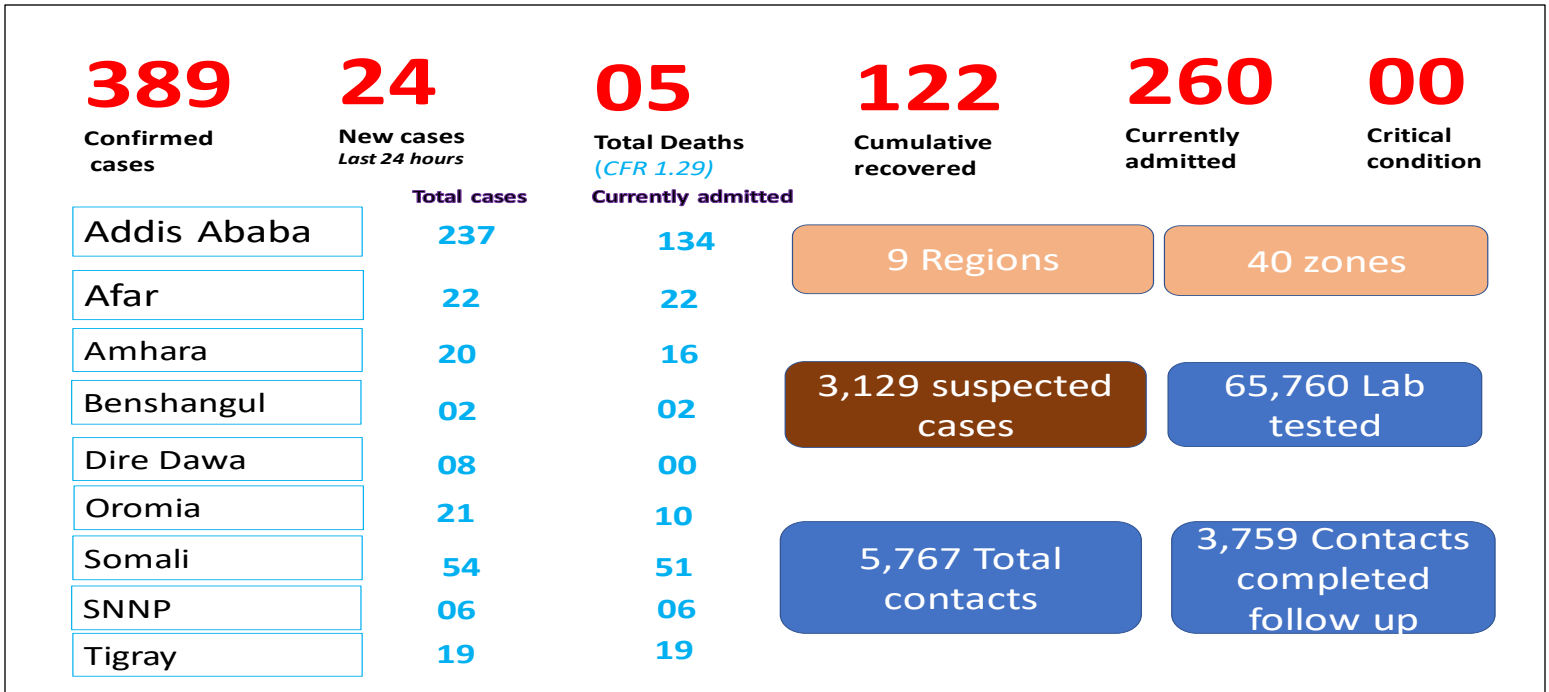 389 24 05 122 260 00
Confirmed cases
New cases
Last 24 hours
Total Deaths
(CFR 1.29)
Cumulative recovered
Currently admitted
Critical condition
Total cases Currently admitted
Addis Ababa 237 134
Afar 22 22
Amhara 20 16
Benshangul 02 02
Dire Dawa 08 00
Oromia 21 10
Somali 54 51
SNNP 06 06
Tigray 19 19
9 Regions
40 zones
3,129 suspected
cases
65,760 Lab
tested
5,767 Total
contacts
3,759 Contacts
completed
follow up